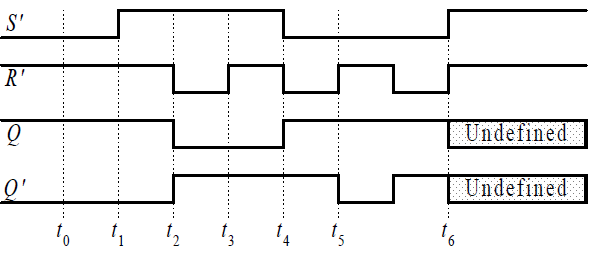 S'
R'
Q Undefined
Q' Undefined
t0 t1 t2 t3 t4 t5 t6